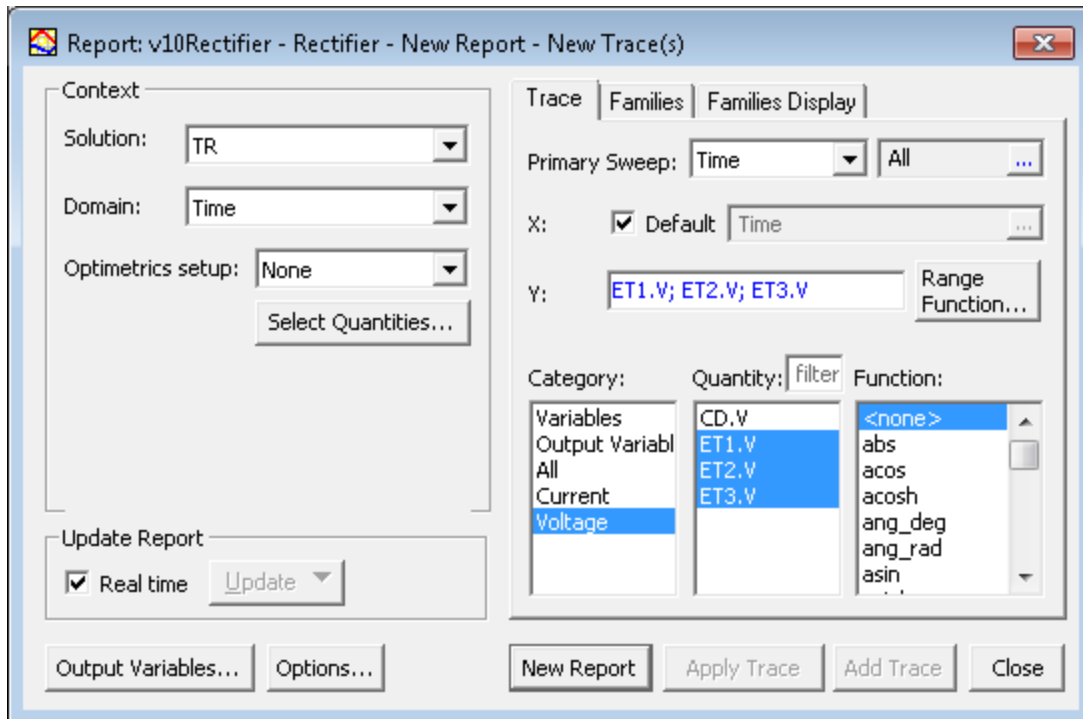 Report: v10Rectifier - Rectifier - New Report - New Trace(s)
Context
Solution: TR
Domain: Time
Optimetrics setup: None
Select Quantities...
Update Report
Real time Update
Output Variables... Options...
Trace Families Families Display
Primary Sweep: Time All ...
X: Default Time ...
Y: ET1.V; ET2.V; ET3.V
Range
Function...
Category:
Variables
Output Variabl
All
Current
Voltage
Quantity: filter
CD.V
ET1.V
ET2.V
ET3.V
Function:
<none>
abs
acos
acosh
ang_deg
ang_rad
asin
New Report Apply Trace Add Trace Close